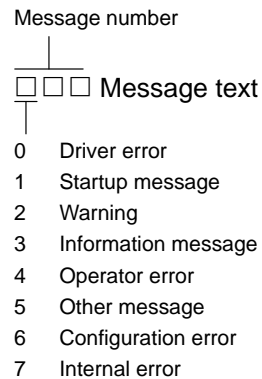 Message number
□□□ Message text
0 Driver error
1 Startup message
2 Warning
3 Information message
4 Operator error
5 Other message
6 Configuration error
7 Internal error